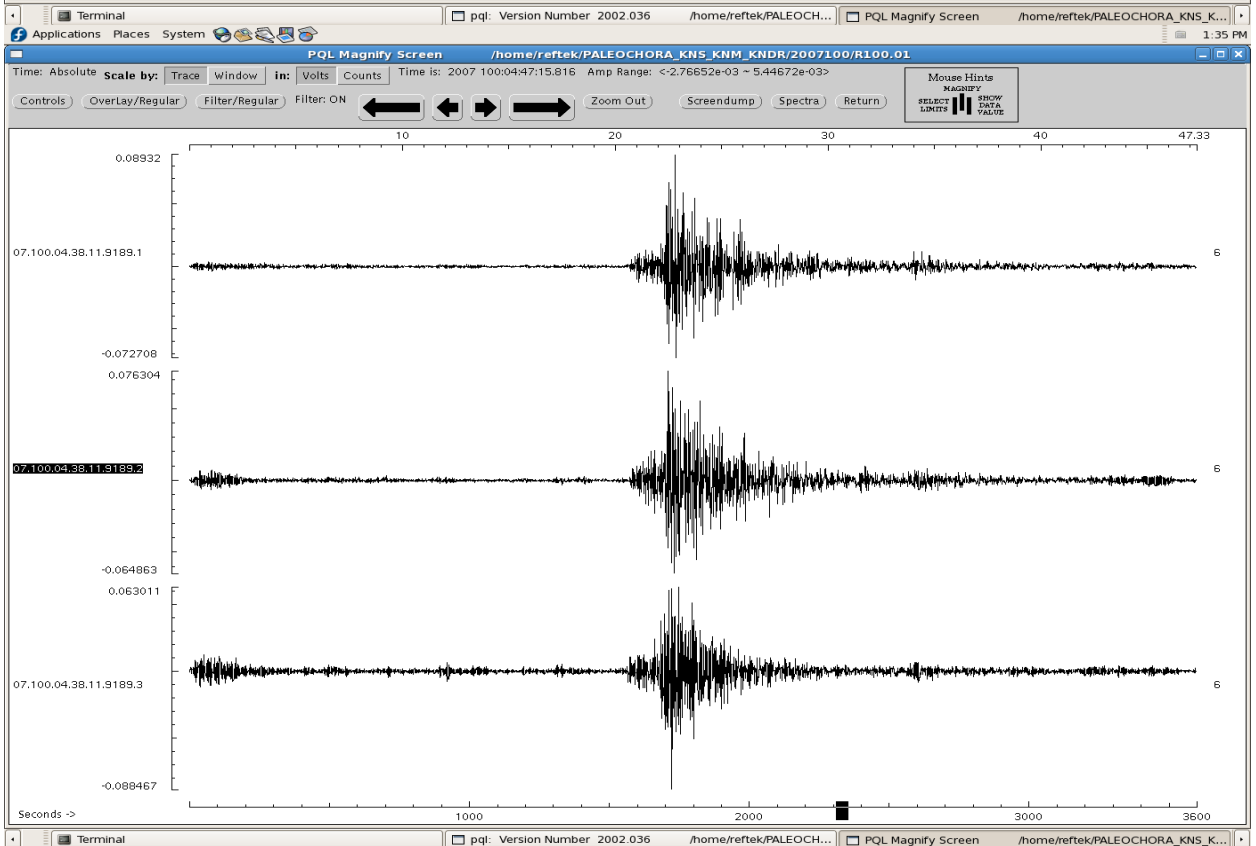 Terminal pql: Version Number 2002.036 /home/reftek/PALEOCH... PQL Magnify Screen /home/reftek/PALEOCHORA_KNS_K...
Applications Places System 1:35 PM
PQL Magnify Screen /home/reftek/PALEOCHORA_KNS_KNM_KNDR/2007100/R100.01
Time: Absolute Scale by: Trace Window in: Volts Counts Time is: 2007 100:04:47:15.816 Amp Range: <-2.76652e-03 ~ 5.44672e-03>
Controls OverLay/Regular Filter/Regular Filter: ON Zoom Out Screendump Spectra Return
Mouse Hints
MAGNIFY
SELECT LIMITS SHOW DATA VALUE
10 20 30 40 47.33
0.08932
07.100.04.38.11.9189.1 6
-0.072708
0.076304
07.100.04.38.11.9189.2 6
-0.064863
0.063011
07.100.04.38.11.9189.3 6
-0.088467
Seconds -> 1000 2000 3000 3600
Terminal pql: Version Number 2002.036 /home/reftek/PALEOCH... PQL Magnify Screen /home/reftek/PALEOCHORA_KNS_K...